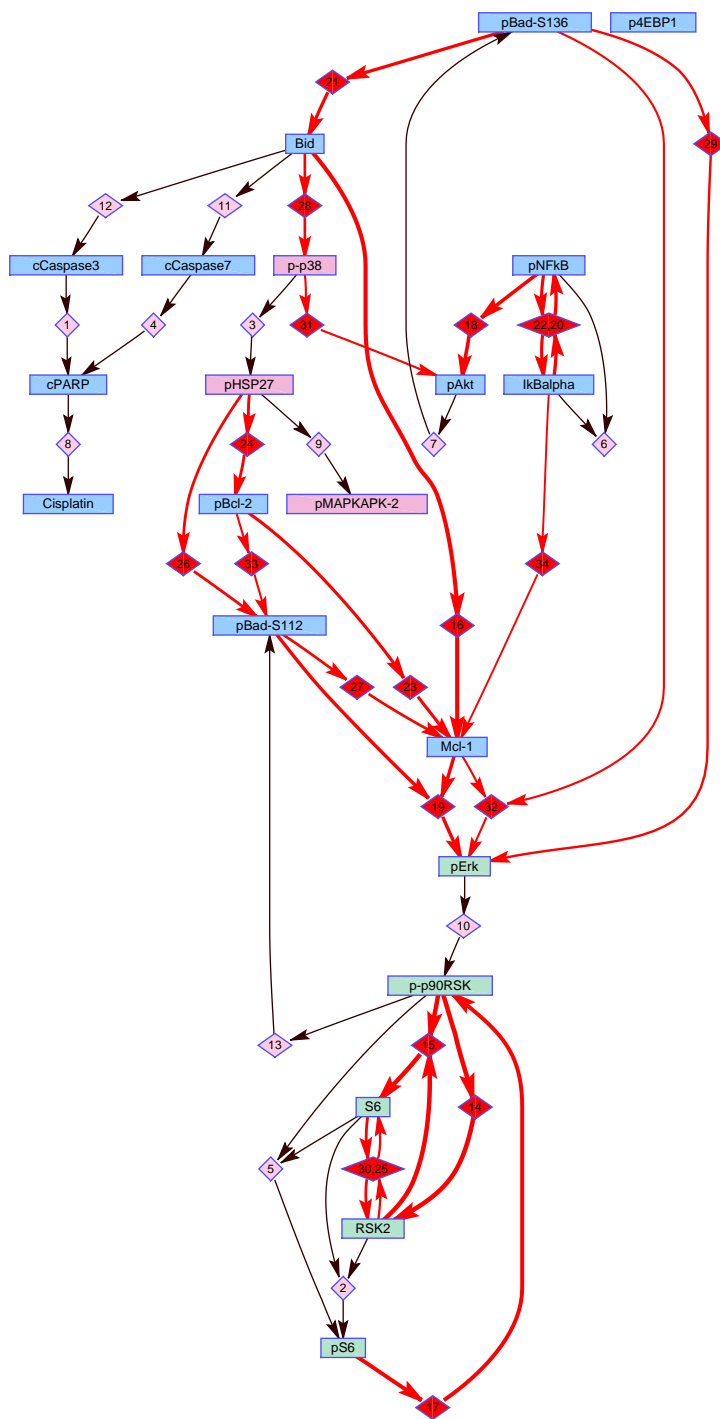 pBad-S136
p4EBP1
21
29
Bid
12
11
28
cCaspase3
cCaspase7
p-p38
pNFkB
1
4
3
31
18
22,20
cPARP
pHSP27
pAkt
IkBalpha
8
24
9
7
6
Cisplatin
pBcl-2
pMAPKAPK-2
26
33
34
pBad-S112
16
27
23
Mcl-1
19
32
pErk
10
p-p90RSK
13
15
S6
14
5
30,25
RSK2
2
pS6
17